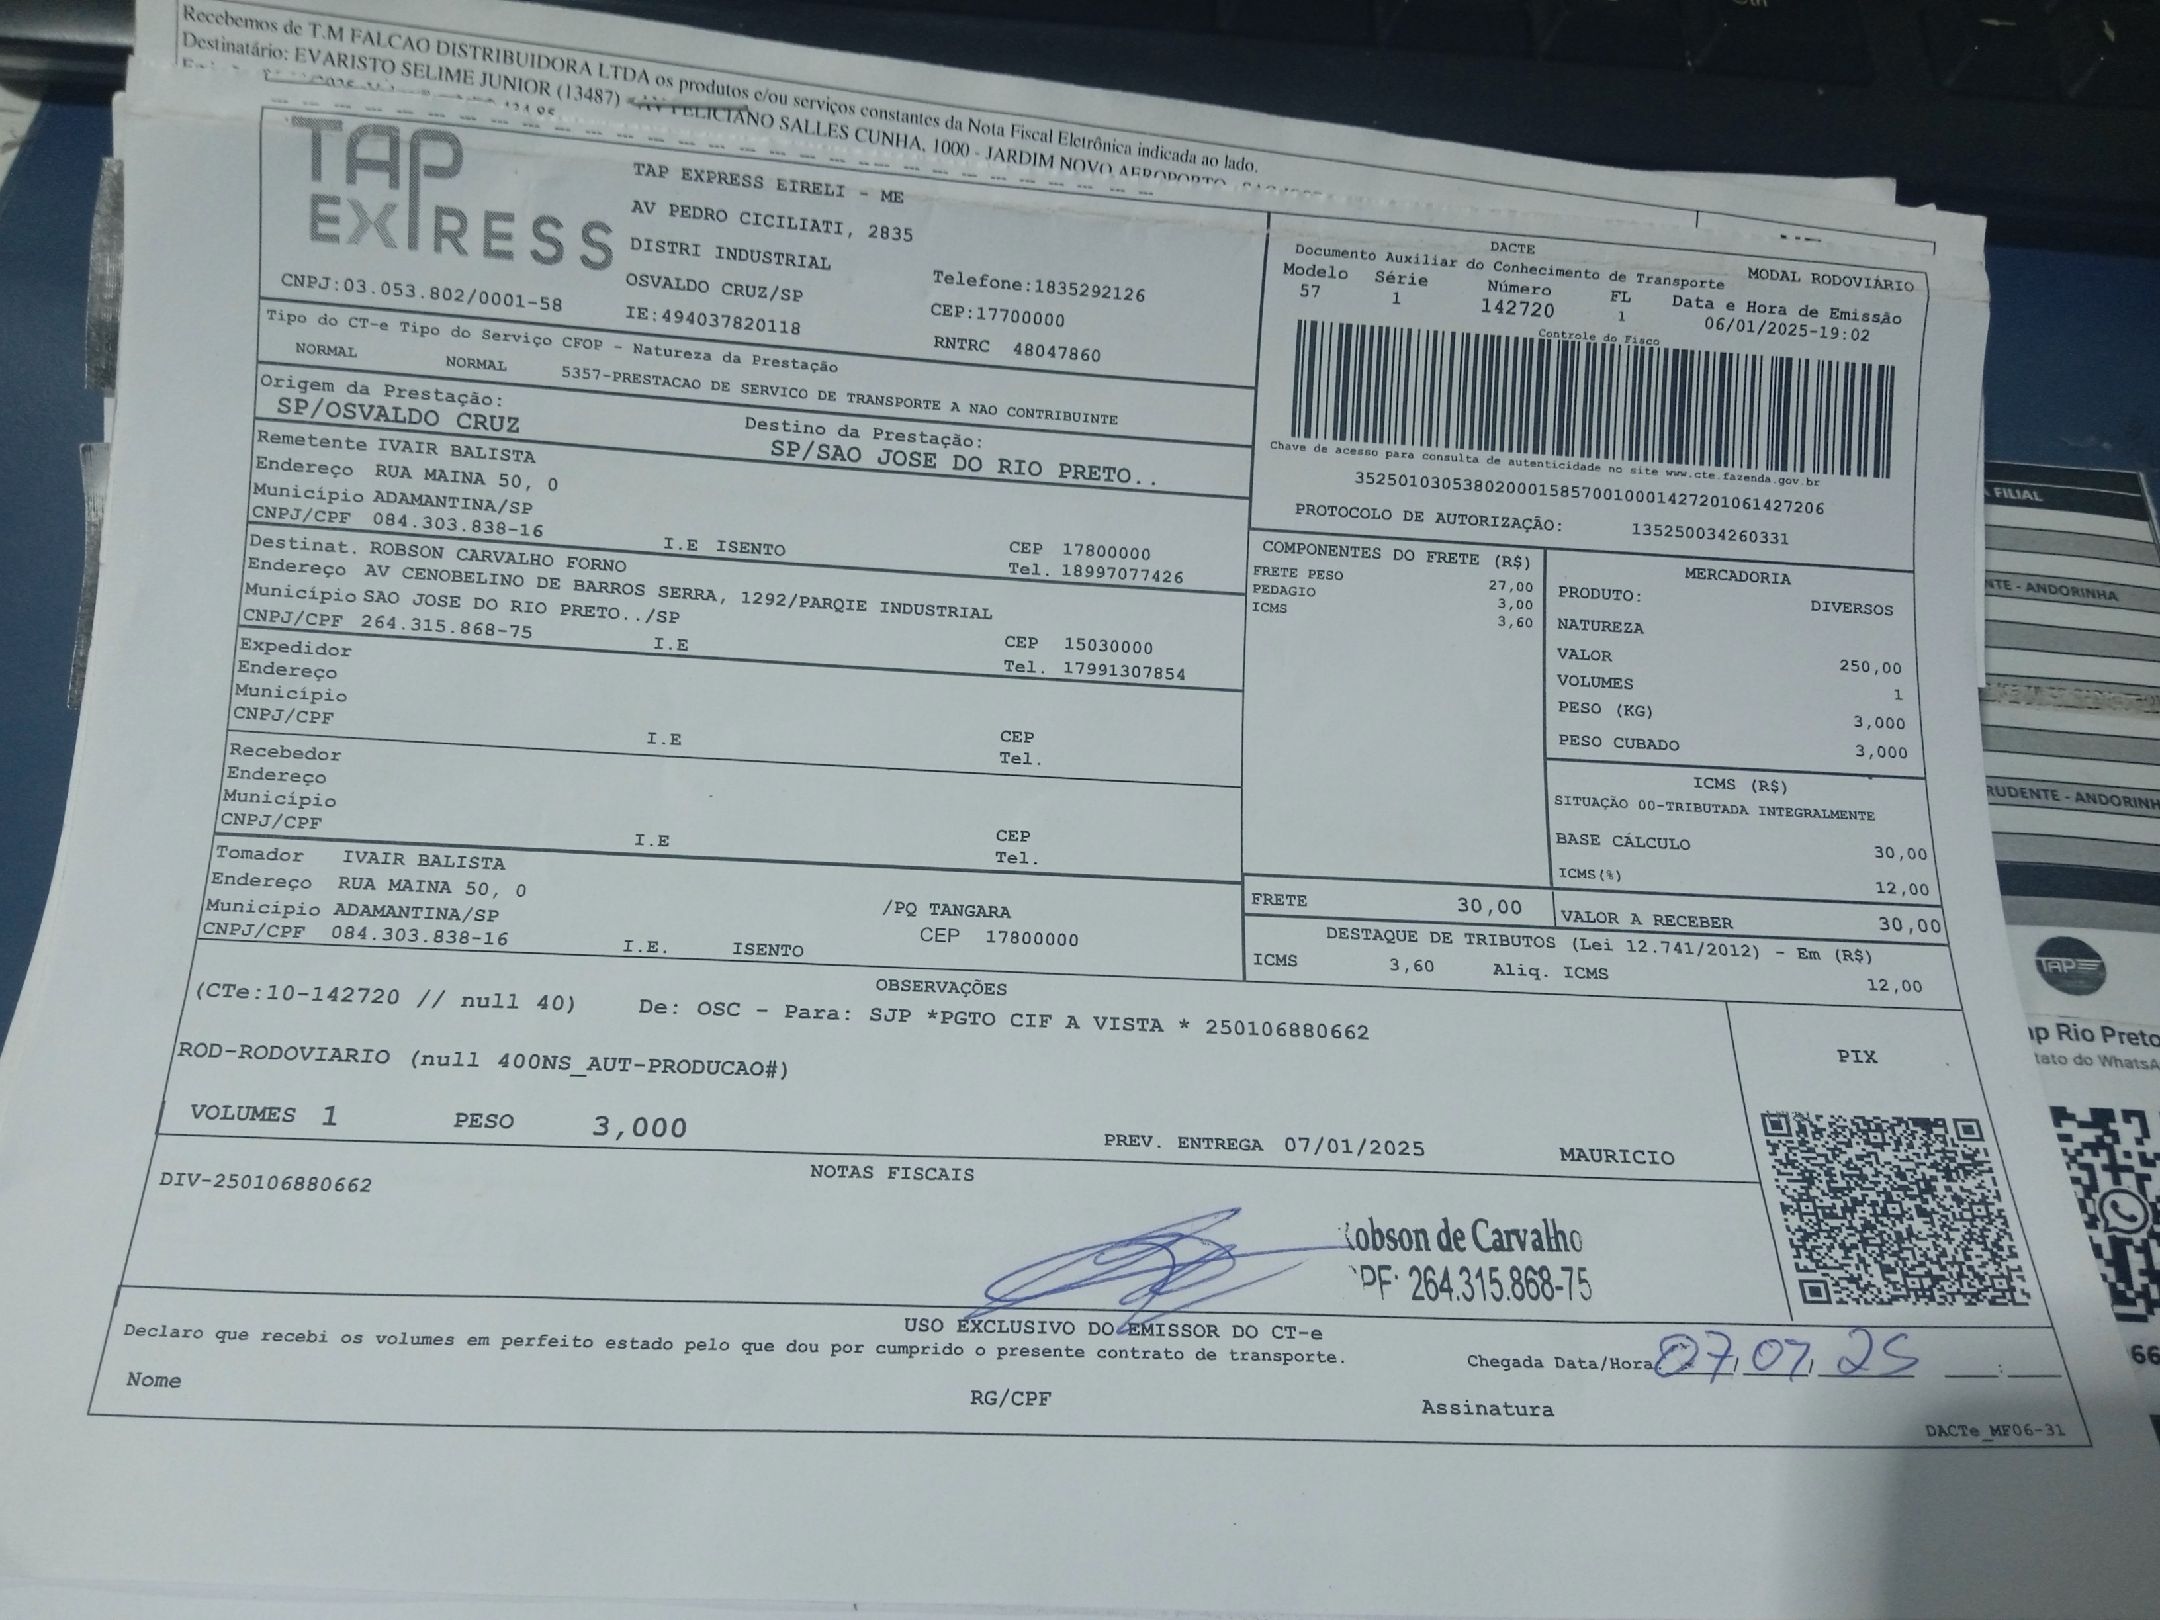 Recebemos de T.M FALCAO DISTRIBUIDORA LTDA os produtos e/ou serviços constantes da Nota Fiscal Eletrônica indicada ao lado.
Destinatário: EVARISTO SELIME JUNIOR (13487) - AV FELICIANO SALLES CUNHA, 1000 - JARDIM NOVO AEROPORTO
TAP EXPRESS
CNPJ:03.053.802/0001-58
TAP EXPRESS EIRELI - ME
AV PEDRO CICILIATI, 2835
DISTRI INDUSTRIAL
OSVALDO CRUZ/SP Telefone:1835292126
IE:494037820118 CEP:17700000
RNTRC 48047860
DACTE
Documento Auxiliar do Conhecimento de Transporte MODAL RODOVIÁRIO
Modelo Série Número FL Data e Hora de Emissão
57 1 142720 1 06/01/2025-19:02
Controle do Fisco
Chave de acesso para consulta de autenticidade no site www.cte.fazenda.gov.br
35250103053802000158570010001427201061427206
PROTOCOLO DE AUTORIZAÇÃO: 135250034260331
Tipo do CT-e Tipo do Serviço CFOP - Natureza da Prestação
NORMAL NORMAL 5357-PRESTACAO DE SERVICO DE TRANSPORTE A NAO CONTRIBUINTE
Origem da Prestação: Destino da Prestação:
SP/OSVALDO CRUZ SP/SAO JOSE DO RIO PRETO..
Remetente IVAIR BALISTA
Endereço RUA MAINA 50, 0
Município ADAMANTINA/SP CEP 17800000
CNPJ/CPF 084.303.838-16 I.E ISENTO Tel. 18997077426
Destinat. ROBSON CARVALHO FORNO
Endereço AV CENOBELINO DE BARROS SERRA, 1292/PARQIE INDUSTRIAL
Município SAO JOSE DO RIO PRETO../SP CEP 15030000
CNPJ/CPF 264.315.868-75 I.E Tel. 17991307854
Expedidor
Endereço
Município CEP
CNPJ/CPF I.E Tel.
Recebedor
Endereço
Município CEP
CNPJ/CPF I.E Tel.
Tomador IVAIR BALISTA
Endereço RUA MAINA 50, 0 /PQ TANGARA
Município ADAMANTINA/SP CEP 17800000
CNPJ/CPF 084.303.838-16 I.E. ISENTO
COMPONENTES DO FRETE (R$)
FRETE PESO 27,00
PEDAGIO 3,00
ICMS 3,60
MERCADORIA
PRODUTO: DIVERSOS
NATUREZA
VALOR 250,00
VOLUMES 1
PESO (KG) 3,000
PESO CUBADO 3,000
ICMS (R$)
SITUAÇÃO 00-TRIBUTADA INTEGRALMENTE
BASE CÁLCULO 30,00
ICMS(%) 12,00
FRETE 30,00 VALOR A RECEBER 30,00
DESTAQUE DE TRIBUTOS (Lei 12.741/2012) - Em (R$)
ICMS 3,60 Aliq. ICMS 12,00
OBSERVAÇÕES
(CTe:10-142720 // null 40) De: OSC - Para: SJP *PGTO CIF A VISTA * 250106880662
ROD-RODOVIARIO (null 400NS_AUT-PRODUCAO#)
PIX
VOLUMES 1 PESO 3,000 PREV. ENTREGA 07/01/2025 MAURICIO
NOTAS FISCAIS
DIV-250106880662
obson de Carvalho
PF: 264.315.868-75
USO EXCLUSIVO DO EMISSOR DO CT-e
Declaro que recebi os volumes em perfeito estado pelo que dou por cumprido o presente contrato de transporte. Chegada Data/Hora 07/01/25
Nome RG/CPF Assinatura
DACTe_MF06-31
FILIAL
NTE - ANDORINHA
RUDENTE - ANDORINH
TAP
ap Rio Preto
tato do WhatsA
66